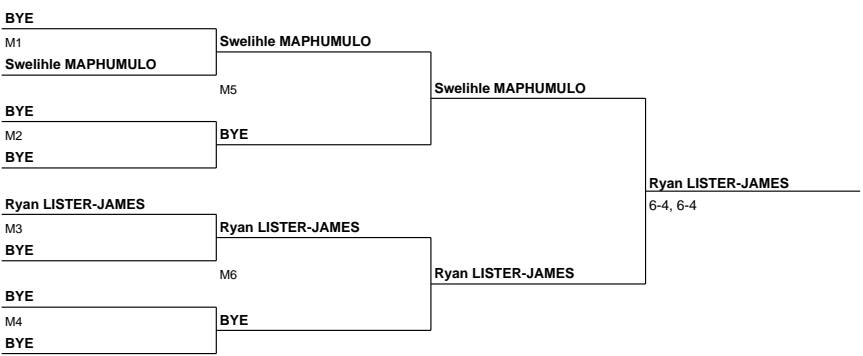 BYE
M1
Swelihle MAPHUMULO
Swelihle MAPHUMULO
M5
Swelihle MAPHUMULO
BYE
M2
BYE
BYE
Ryan LISTER-JAMES
6-4, 6-4
Ryan LISTER-JAMES
M3
Ryan LISTER-JAMES
BYE
M6
Ryan LISTER-JAMES
BYE
M4
BYE
BYE